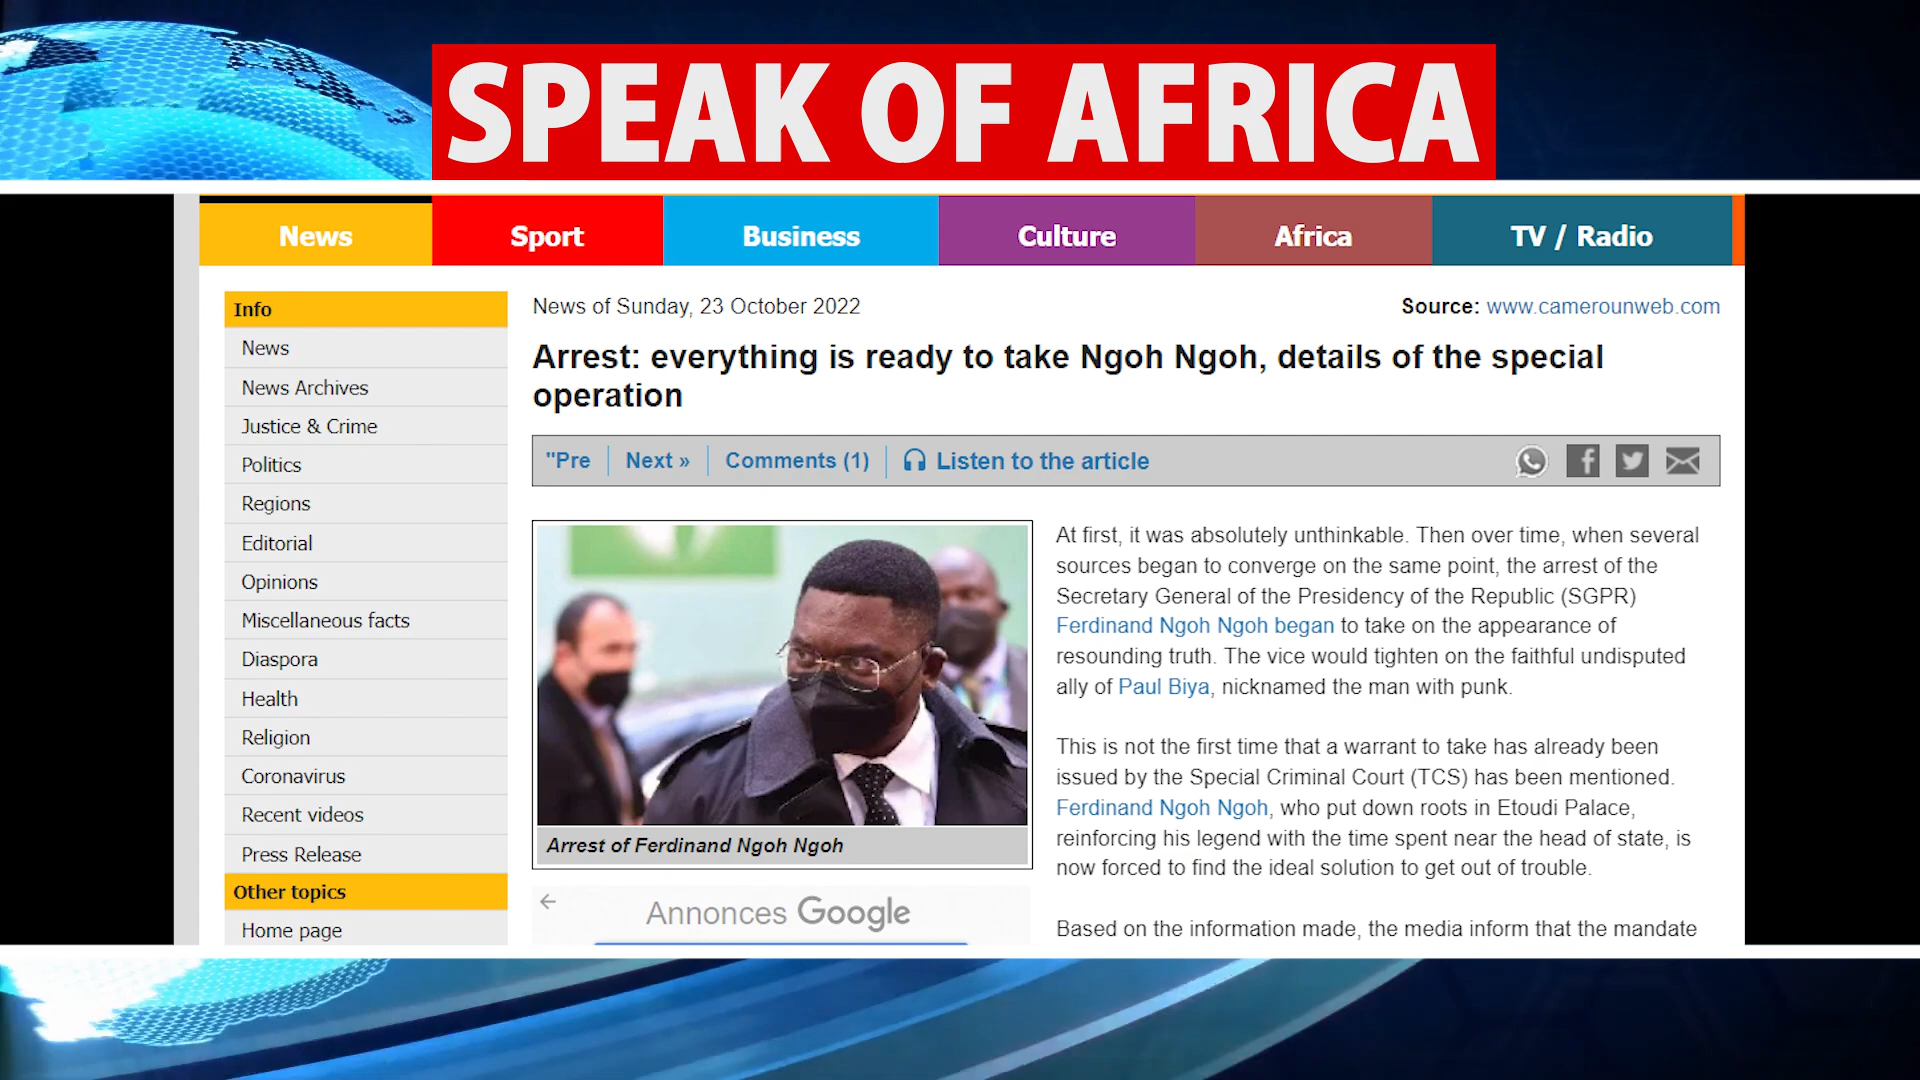 SPEAK OF AFRICA
News Sport Business Culture Africa TV / Radio
Info
News
News Archives
Justice & Crime
Politics
Regions
Editorial
Opinions
Miscellaneous facts
Diaspora
Health
Religion
Coronavirus
Recent videos
Press Release
Other topics
Home page
News of Sunday, 23 October 2022
Source: www.camerounweb.com
Arrest: everything is ready to take Ngoh Ngoh, details of the special
operation
"Pre Next » Comments (1) Listen to the article
Arrest of Ferdinand Ngoh Ngoh
Annonces Google
At first, it was absolutely unthinkable. Then over time, when several
sources began to converge on the same point, the arrest of the
Secretary General of the Presidency of the Republic (SGPR)
Ferdinand Ngoh Ngoh began to take on the appearance of
resounding truth. The vice would tighten on the faithful undisputed
ally of Paul Biya, nicknamed the man with punk.
This is not the first time that a warrant to take has already been
issued by the Special Criminal Court (TCS) has been mentioned.
Ferdinand Ngoh Ngoh, who put down roots in Etoudi Palace,
reinforcing his legend with the time spent near the head of state, is
now forced to find the ideal solution to get out of trouble.
Based on the information made, the media inform that the mandate